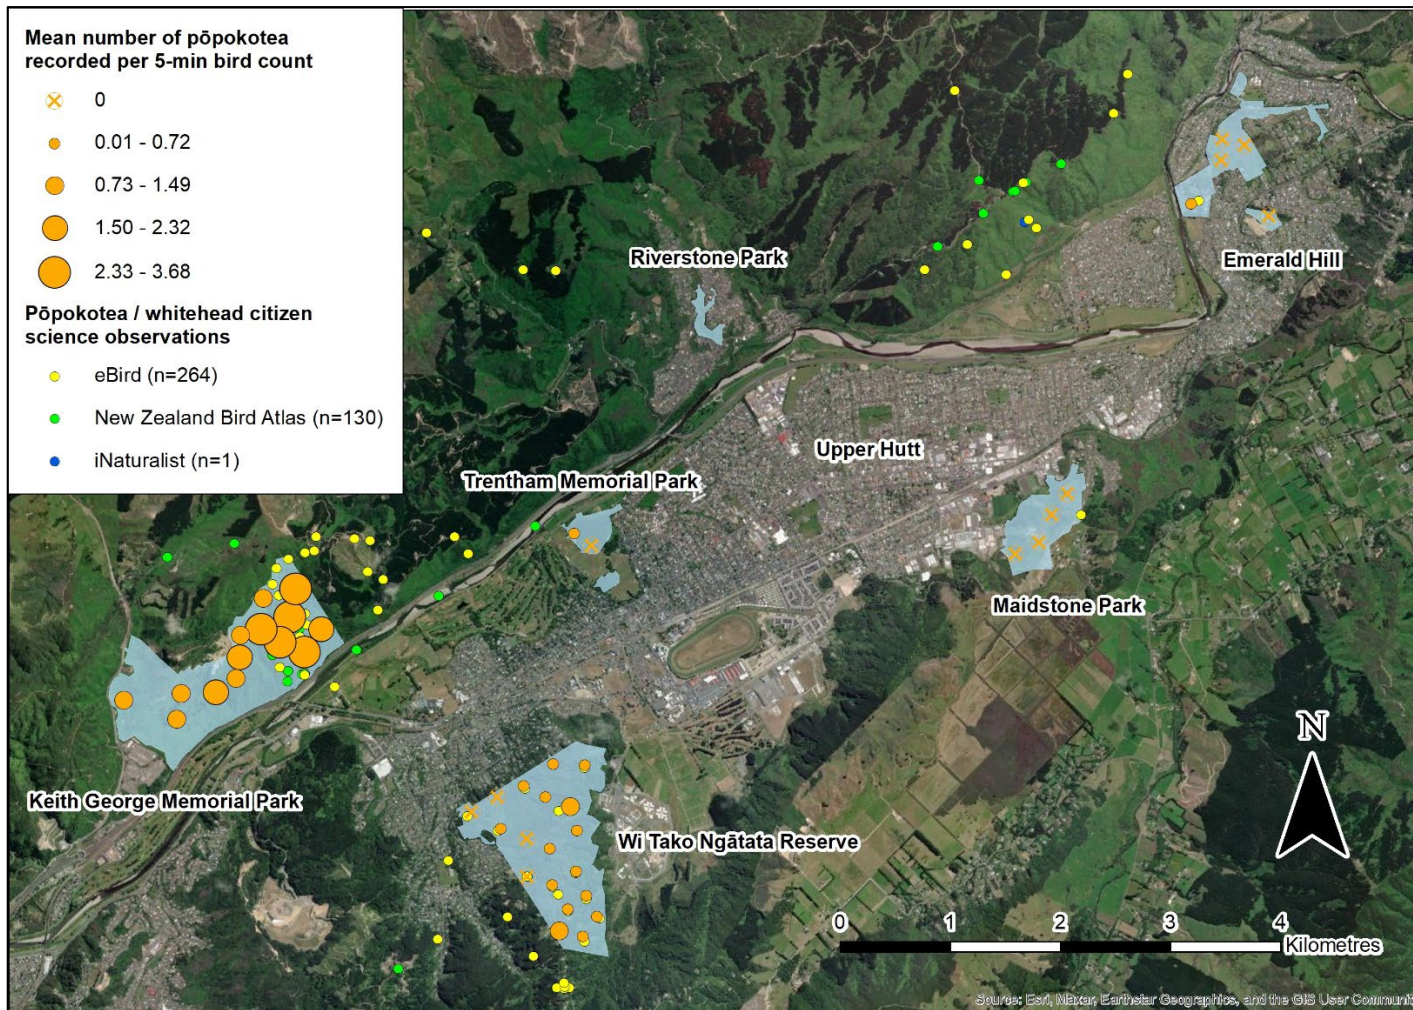 Mean number of pōpokotea
recorded per 5-min bird count
0
0.01 - 0.72
0.73 - 1.49
1.50 - 2.32
2.33 - 3.68
Pōpokotea / whitehead citizen
science observations
eBird (n=264)
New Zealand Bird Atlas (n=130)
iNaturalist (n=1)
Riverstone Park
Emerald Hill
Upper Hutt
Trentham Memorial Park
Maidstone Park
Keith George Memorial Park
Wi Tako Ngātata Reserve
N
0 1 2 3 4
Kilometres
Source: Esri, Maxar, Earthstar Geographics, and the GIS User Communit